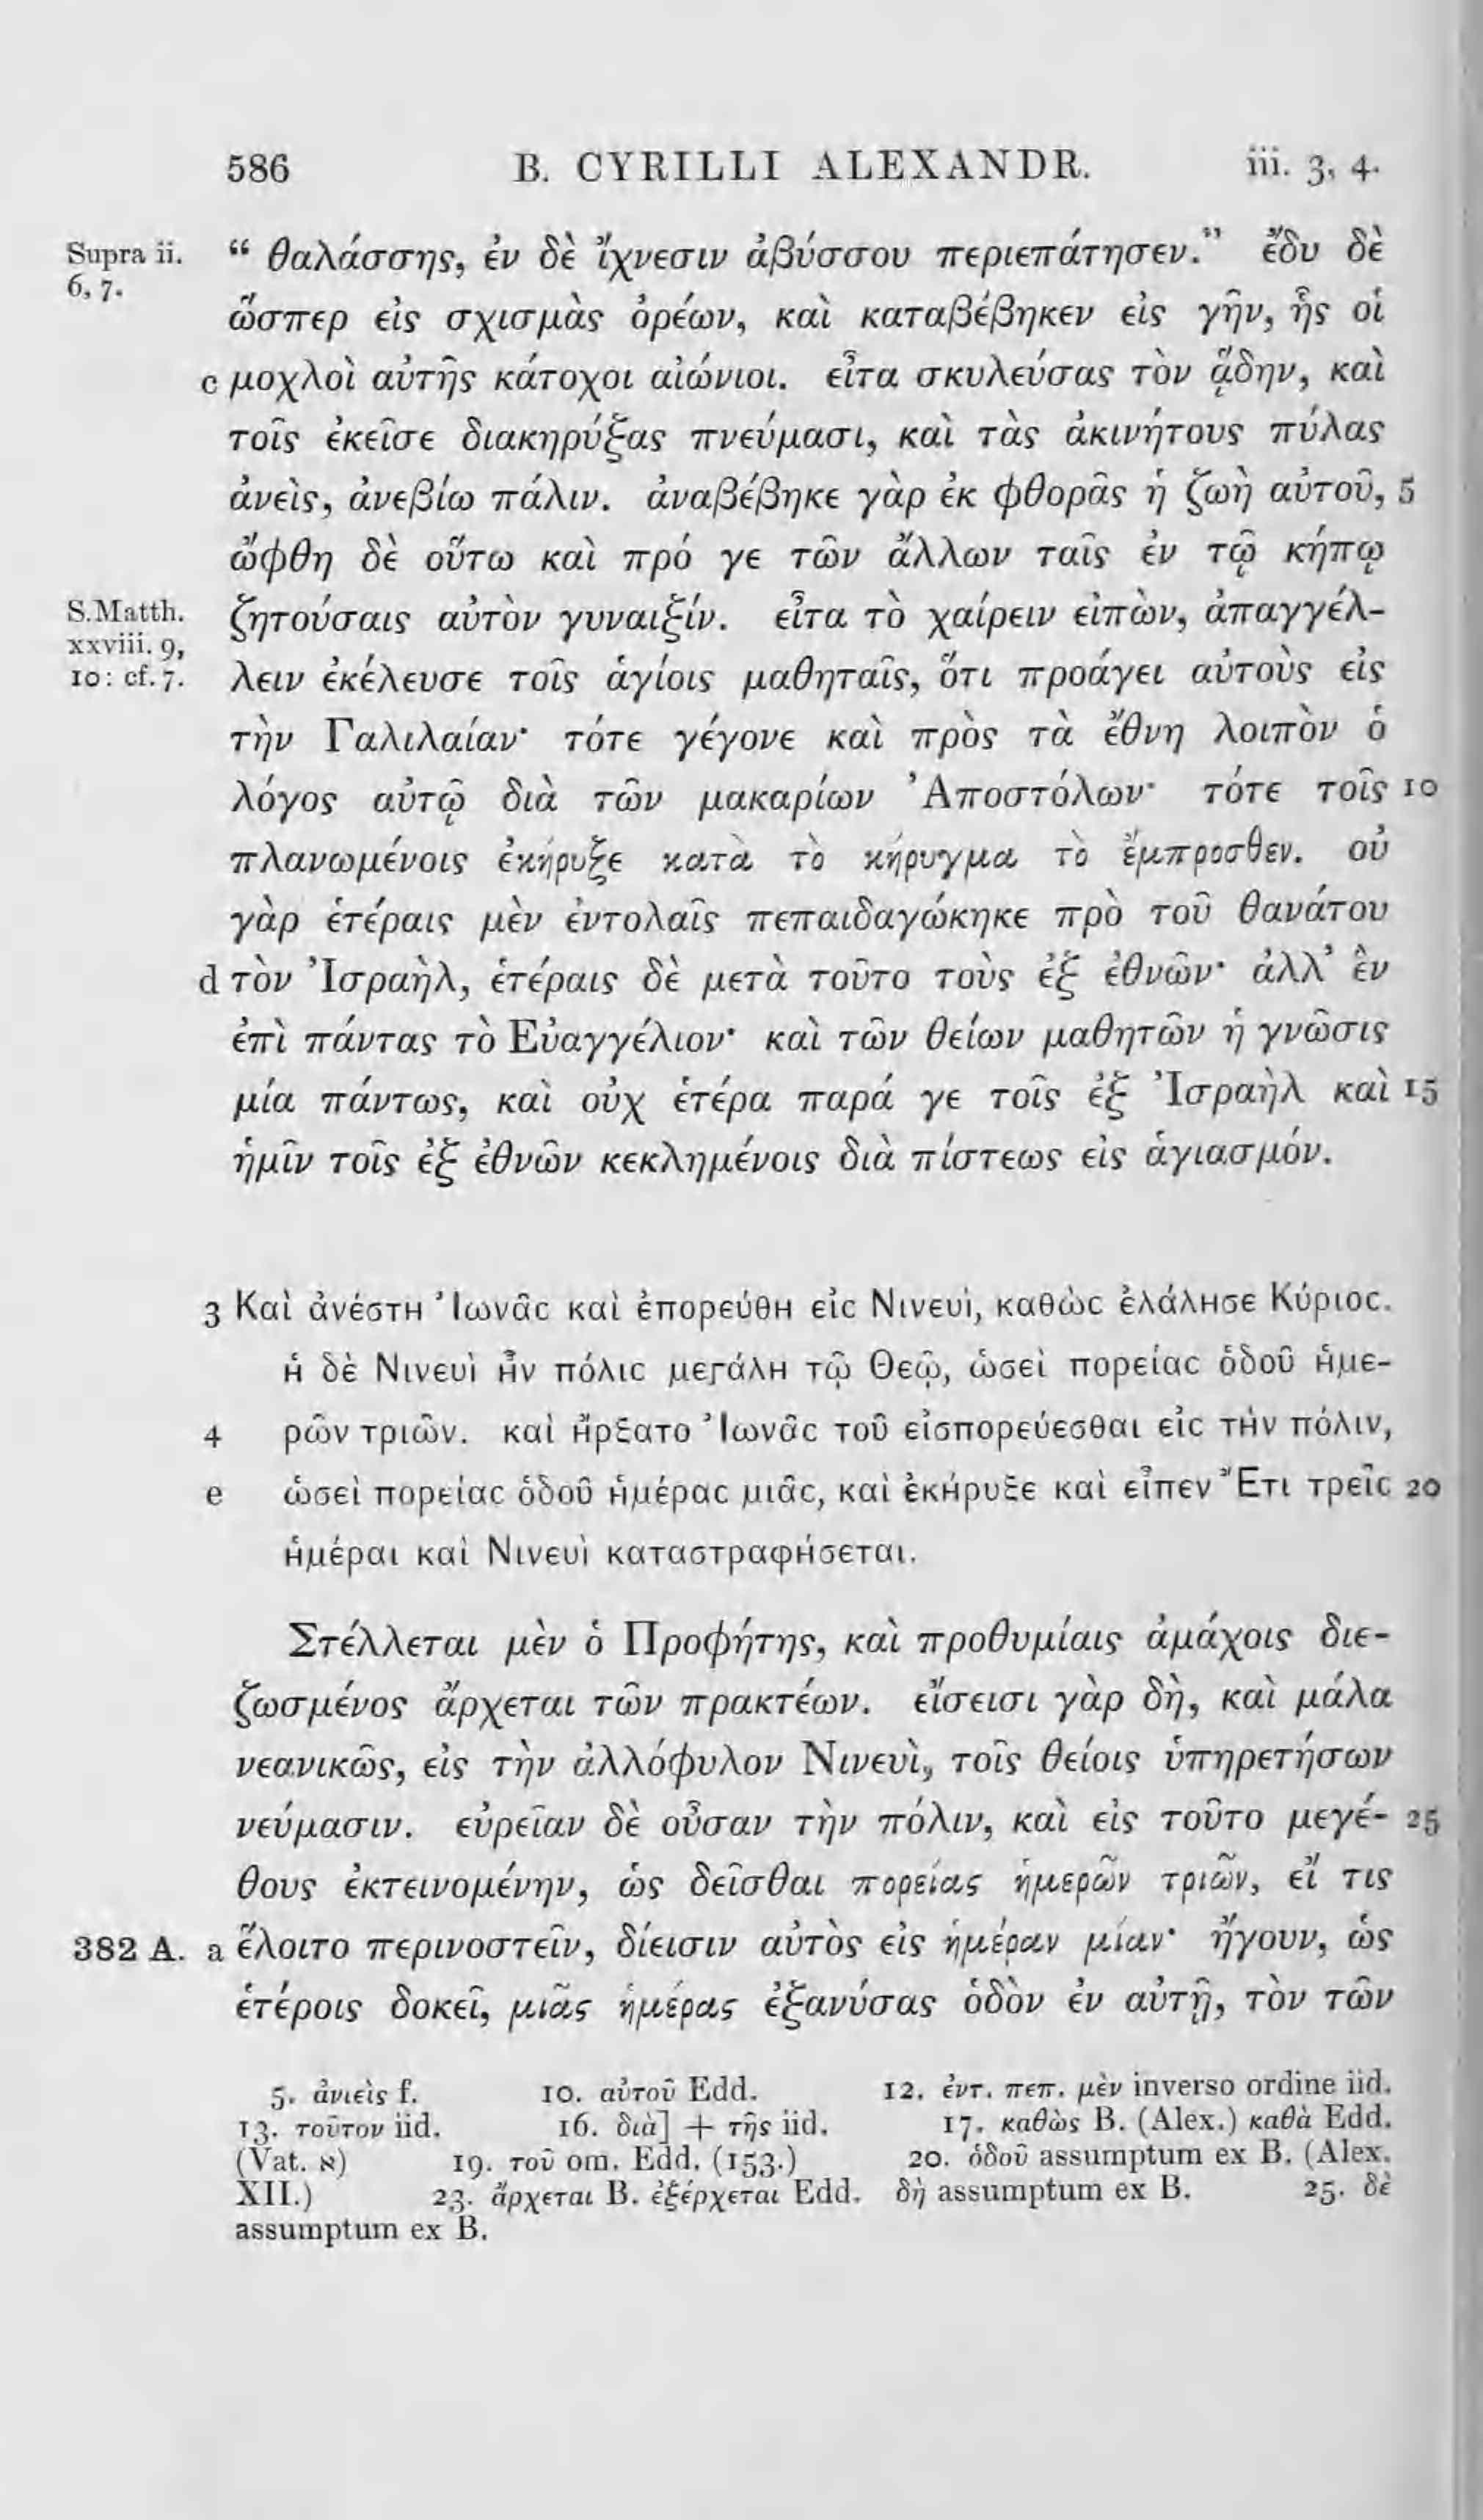 586 B. CYRILLI ALEXANDR. iii. 3, 4.
Supra ii. 6, 7.
“ θαλάσσης, ἐν δὲ ἴχνεσιν ἀβύσσου περιεπάτησεν.” ἔδυ δὲ
ὥσπερ εἰς σχισμὰς ὀρέων, καὶ καταβέβηκεν εἰς γῆν, ἧς οἱ
c μοχλοὶ αὐτῆς κάτοχοι αἰώνιοι. εἶτα σκυλεύσας τὸν ᾅδην, καὶ
τοῖς ἐκεῖσε διακηρύξας πνεύμασι, καὶ τὰς ἀκινήτους πύλας
ἀνεὶς, ἀνεβίω πάλιν. ἀναβέβηκε γὰρ ἐκ φθορᾶς ἡ ζωὴ αὐτοῦ, 5
ὤφθη δὲ οὕτω καὶ πρό γε τῶν ἄλλων ταῖς ἐν τῷ κήπῳ
S. Matth. xxviii. 9, 10: cf. 7.
ζητούσαις αὐτὸν γυναιξίν. εἶτα τὸ χαίρειν εἰπὼν, ἀπαγγέλ-
λειν ἐκέλευσε τοῖς ἁγίοις μαθηταῖς, ὅτι προάγει αὐτοὺς εἰς
τὴν Γαλιλαίαν· τότε γέγονε καὶ πρὸς τὰ ἔθνη λοιπὸν ὁ
λόγος αὐτῷ διὰ τῶν μακαρίων Ἀποστόλων· τότε τοῖς 10
πλανωμένοις ἐκήρυξε κατὰ τὸ κήρυγμα τὸ ἔμπροσθεν. οὐ
γὰρ ἑτέραις μὲν ἐντολαῖς πεπαιδαγώκηκε πρὸ τοῦ θανάτου
d τὸν Ἰσραὴλ, ἑτέραις δὲ μετὰ τοῦτο τοὺς ἐξ ἐθνῶν· ἀλλ’ ἓν
ἐπὶ πάντας τὸ Εὐαγγέλιον· καὶ τῶν θείων μαθητῶν ἡ γνῶσις
μία πάντως, καὶ οὐχ ἑτέρα παρά γε τοῖς ἐξ Ἰσραὴλ καὶ 15
ἡμῖν τοῖς ἐξ ἐθνῶν κεκλημένοις διὰ πίστεως εἰς ἁγιασμόν.
3 Καὶ ἀνέστη Ἰωνᾶς καὶ ἐπορεύθη εἰς Νινευὶ, καθὼς ἐλάλησε Κύριος.
ἡ δὲ Νινευὶ ἦν πόλις μεγάλη τῷ Θεῷ, ὡσεὶ πορείας ὁδοῦ ἡμε-
4 ρῶν τριῶν. καὶ ἤρξατο Ἰωνᾶς τοῦ εἰσπορεύεσθαι εἰς τὴν πόλιν,
e ὡσεὶ πορείας ὁδοῦ ἡμέρας μιᾶς, καὶ ἐκήρυξε καὶ εἶπεν Ἔτι τρεῖς 20
ἡμέραι καὶ Νινευὶ καταστραφήσεται.
Στέλλεται μὲν ὁ Προφήτης, καὶ προθυμίαις ἀμάχοις διε-
ζωσμένος ἄρχεται τῶν πρακτέων. εἴσεισι γὰρ δὴ, καὶ μάλα
νεανικῶς, εἰς τὴν ἀλλόφυλον Νινευὶ, τοῖς θείοις ὑπηρετήσων
νεύμασιν. εὐρεῖαν δὲ οὖσαν τὴν πόλιν, καὶ εἰς τοῦτο μεγέ- 25
θους ἐκτεινομένην, ὡς δεῖσθαι πορείας ἡμερῶν τριῶν, εἴ τις
382 A. a ἕλοιτο περινοστεῖν, δίεισιν αὐτὸς εἰς ἡμέραν μίαν· ἤγουν, ὡς
ἑτέροις δοκεῖ, μιᾶς ἡμέρας ἐξανύσας ὁδὸν ἐν αὐτῇ, τὸν τῶν
5. ἀνιεὶς f. 10. αὐτοῦ Edd. 12. ἐντ. πεπ. μὲν inverso ordine iid.
13. τοῦτον iid. 16. διὰ] + τῆς iid. 17. καθὼς B. (Alex.) καθὰ Edd.
(Vat. א) 19. τοῦ om. Edd. (153.) 20. ὁδοῦ assumptum ex B. (Alex.
XII.) 23. ἄρχεται B. ἐξέρχεται Edd. δὴ assumptum ex B. 25. δὲ
assumptum ex B.